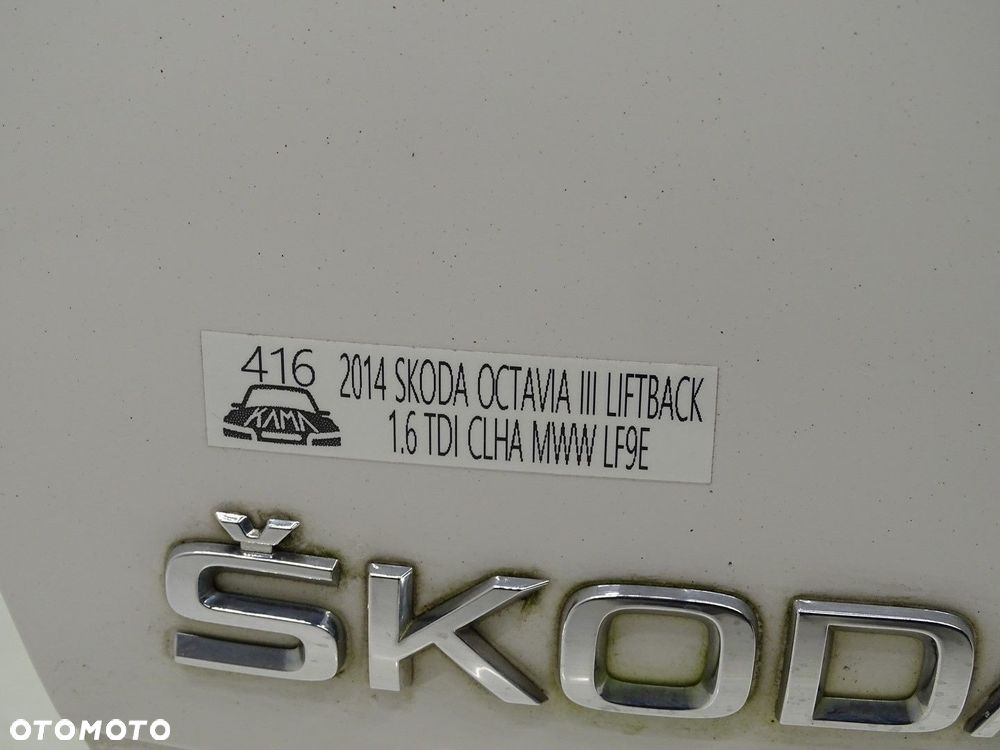 416
KAMA
2014 SKODA OCTAVIA III LIFTBACK
1.6 TDI CLHA MWW LF9E
ŠKODA
OTOMOTO